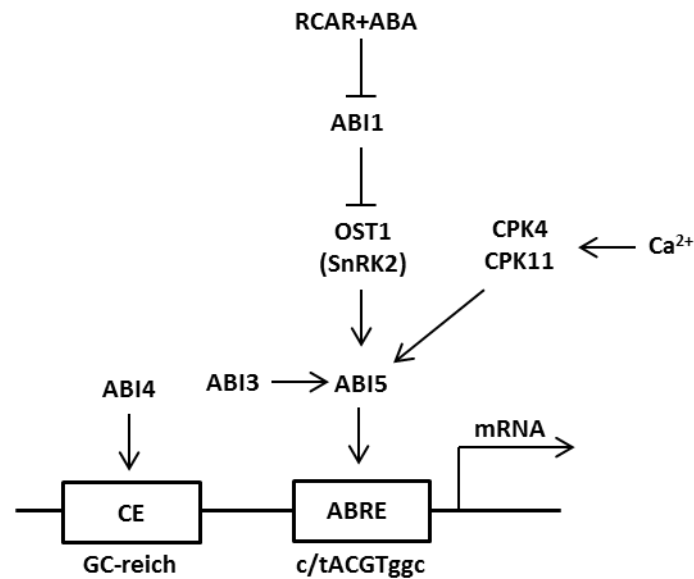 RCAR+ABA
ABI1
OST1
(SnRK2)
CPK4
CPK11
Ca²⁺
ABI4
ABI3
ABI5
mRNA
CE
ABRE
GC-reich
c/tACGTggc